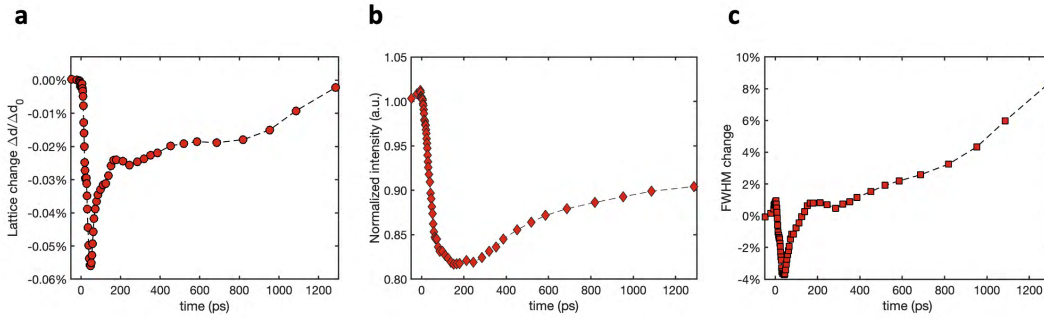 a
b
c
Lattice change Δd/Δd0
0.00%
-0.01%
-0.02%
-0.03%
-0.04%
-0.05%
-0.06%
0 200 400 600 800 1000 1200
time (ps)
Normalized intensity (a.u.)
1.05
1.00
0.90
0.85
0.80
0 200 400 600 800 1000 1200
time (ps)
FWHM change
10%
8%
6%
4%
2%
0%
-2%
-4%
0 200 400 600 800 1000 1200
time (ps)